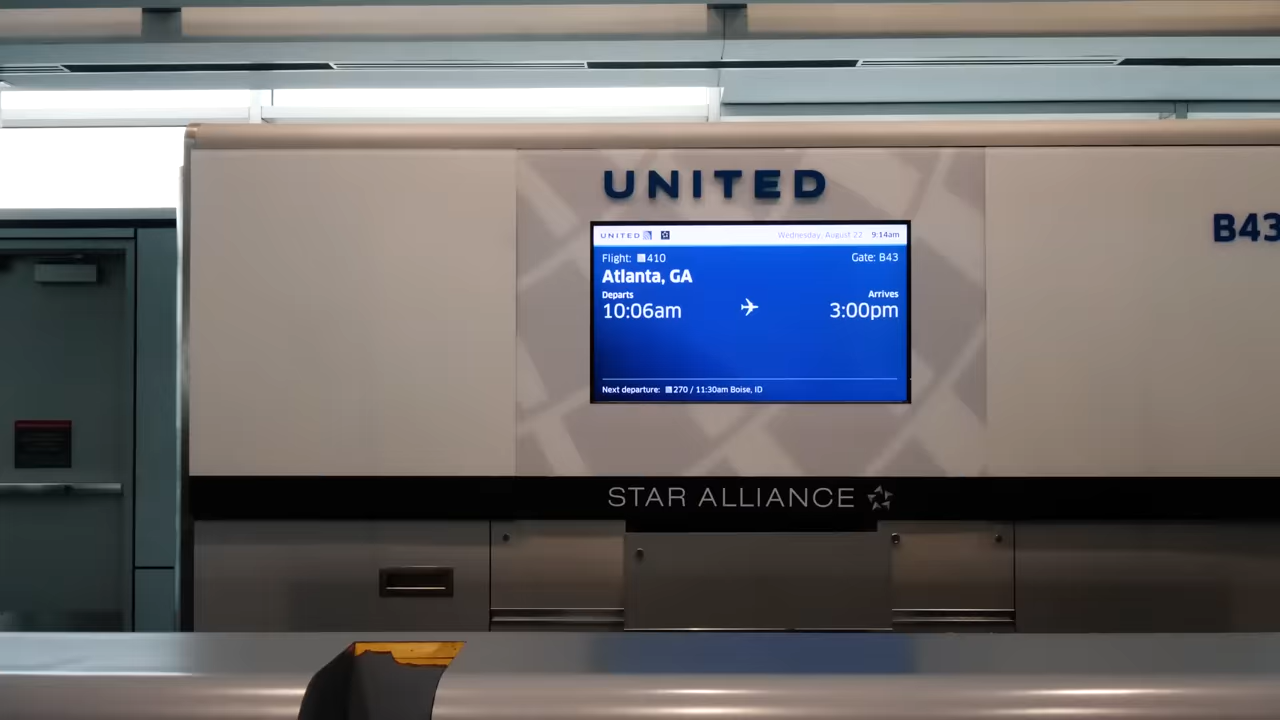 UNITED
B43
UNITED Wednesday, August 22 9:14am
Flight: 410 Gate: B43
Atlanta, GA
Departs Arrives
10:06am 3:00pm
Next departure: 270 / 11:30am Boise, ID
STAR ALLIANCE